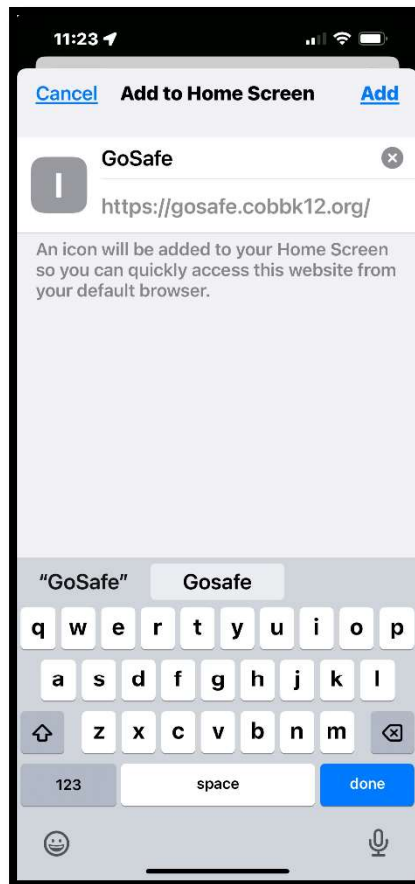 11:23
Cancel Add to Home Screen Add
I
GoSafe
https://gosafe.cobbk12.org/
An icon will be added to your Home Screen
so you can quickly access this website from
your default browser.
“GoSafe” Gosafe
q w e r t y u i o p
a s d f g h j k l
z x c v b n m
123 space done